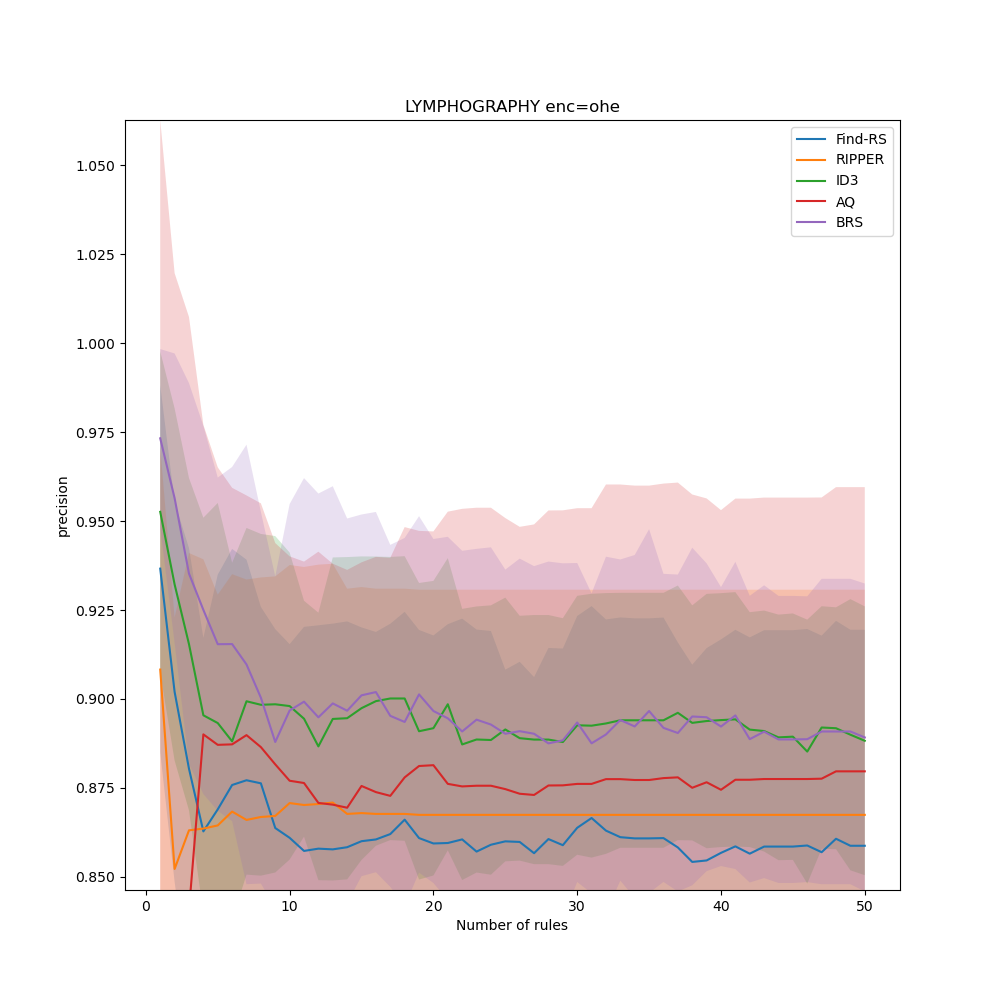 LYMPHOGRAPHY enc=ohe
Find-RS
RIPPER
ID3
AQ
BRS
1.050
1.025
1.000
0.975
0.950
0.925
0.900
0.875
0.850
precision
0 10 20 30 40 50
Number of rules